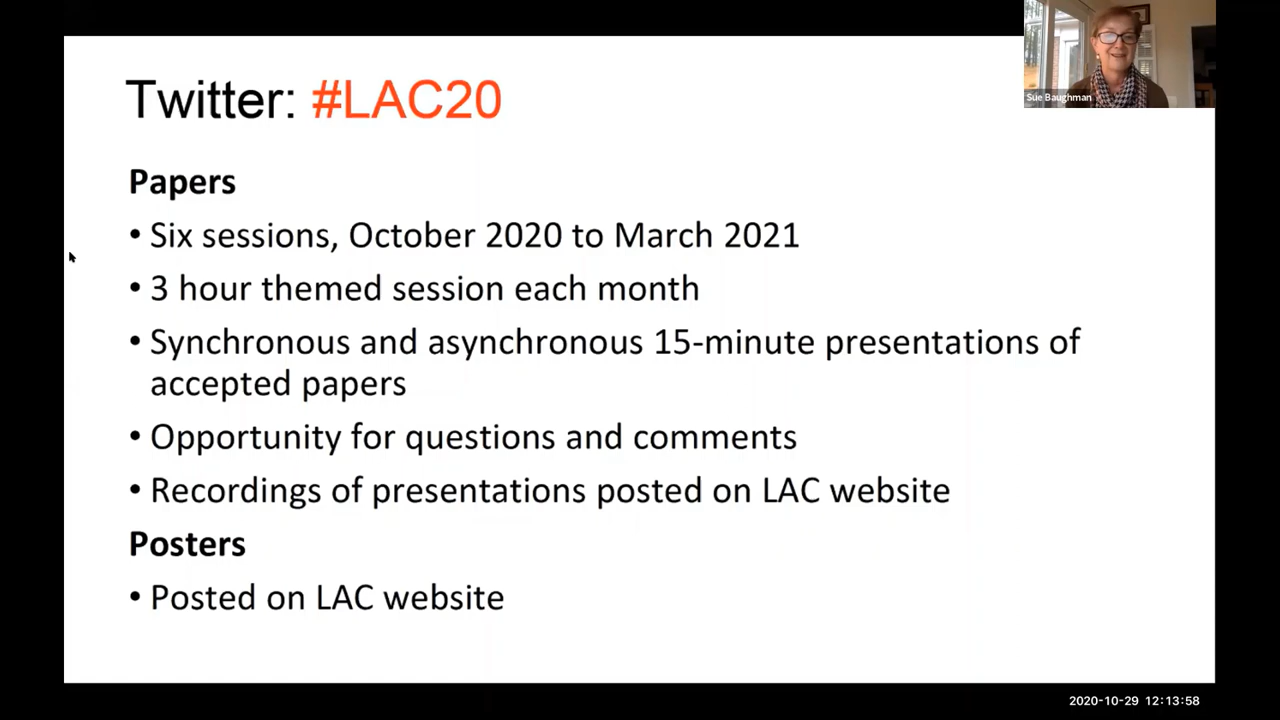 Twitter: #LAC20
Sue Baughman
Papers
• Six sessions, October 2020 to March 2021
• 3 hour themed session each month
• Synchronous and asynchronous 15-minute presentations of
accepted papers
• Opportunity for questions and comments
• Recordings of presentations posted on LAC website
Posters
• Posted on LAC website
2020-10-29 12:13:58